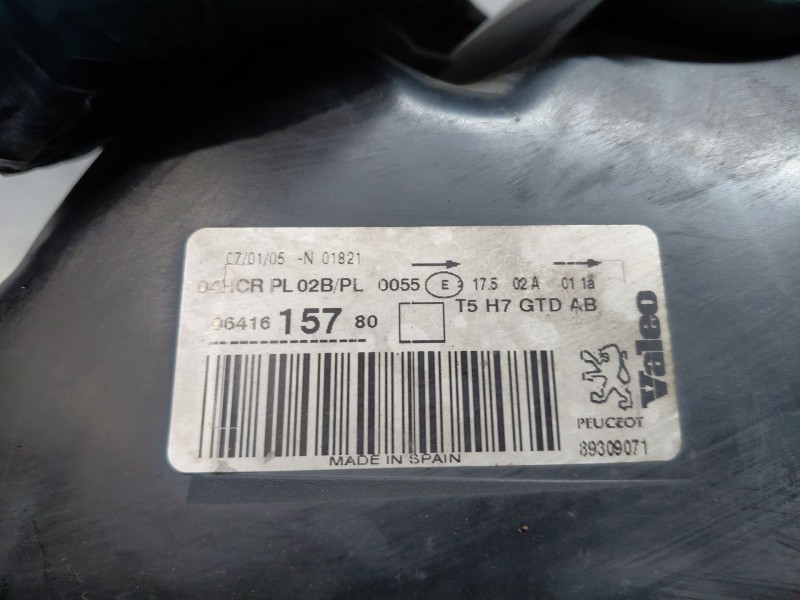 07/01/05 -N 01821
04HCR PL 02B/PL 0055 E 17.5 02 A 01 1a
96416 157 80 T5 H7 GTD AB
Valeo
PEUGEOT
89309071
MADE IN SPAIN